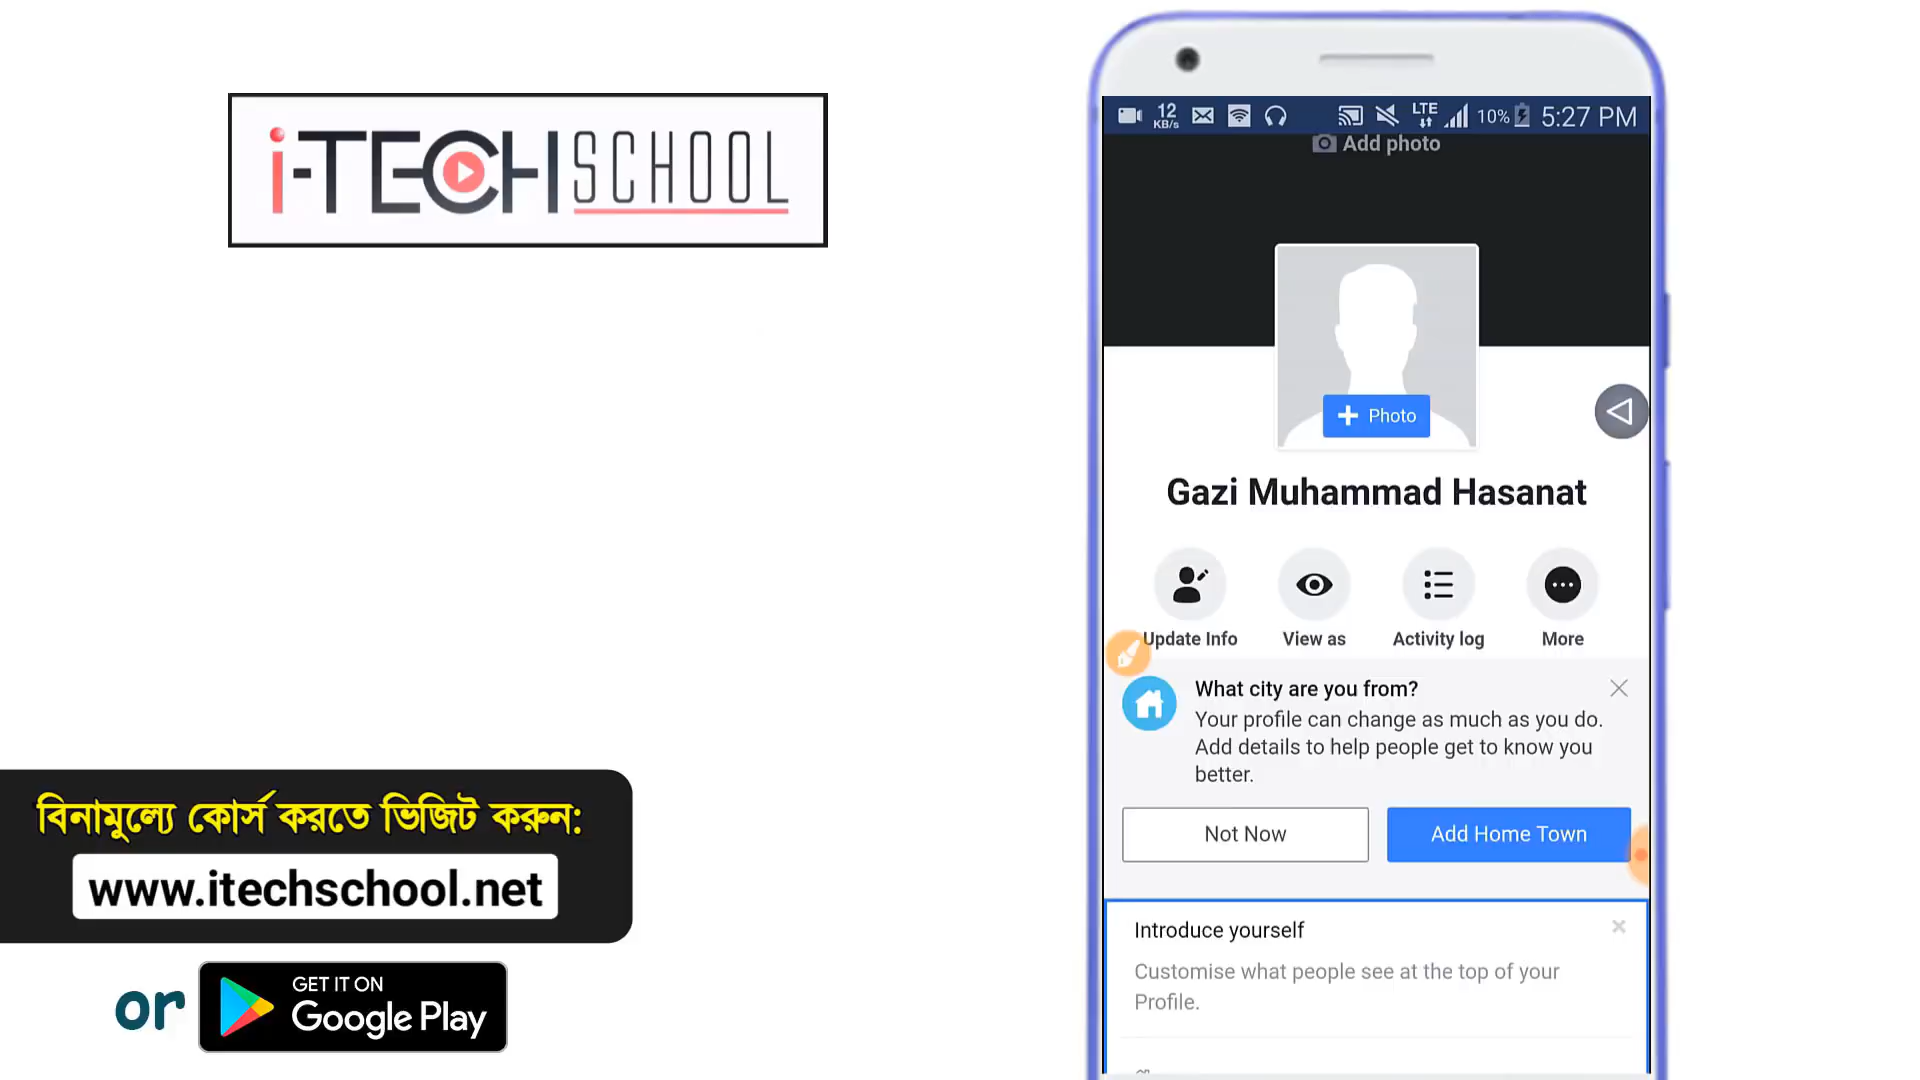 i-TECH SCHOOL
বিনামুল্যে কোর্স করতে ভিজিট করুন:
www.itechschool.net
or
GET IT ON
Google Play
12
KB/s
LTE
10%
5:27 PM
Add photo
Photo
Gazi Muhammad Hasanat
Update Info
View as
Activity log
More
What city are you from?
Your profile can change as much as you do.
Add details to help people get to know you
better.
Not Now
Add Home Town
Introduce yourself
Customise what people see at the top of your
Profile.